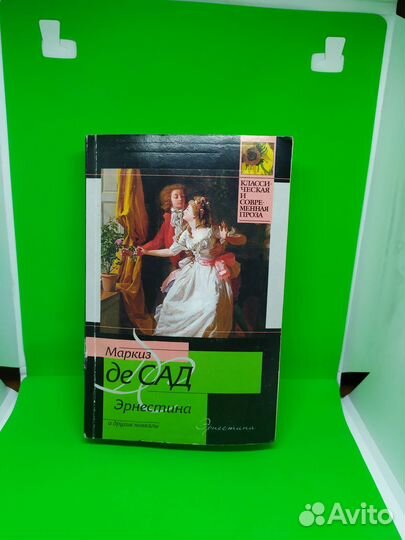 КЛАССИ-
ЧЕСКАЯ
И
СОВРЕ-
МЕННАЯ
ПРОЗА
Маркиз
де САД
Эрнестина
и другие новеллы
Эрнестина
Avito